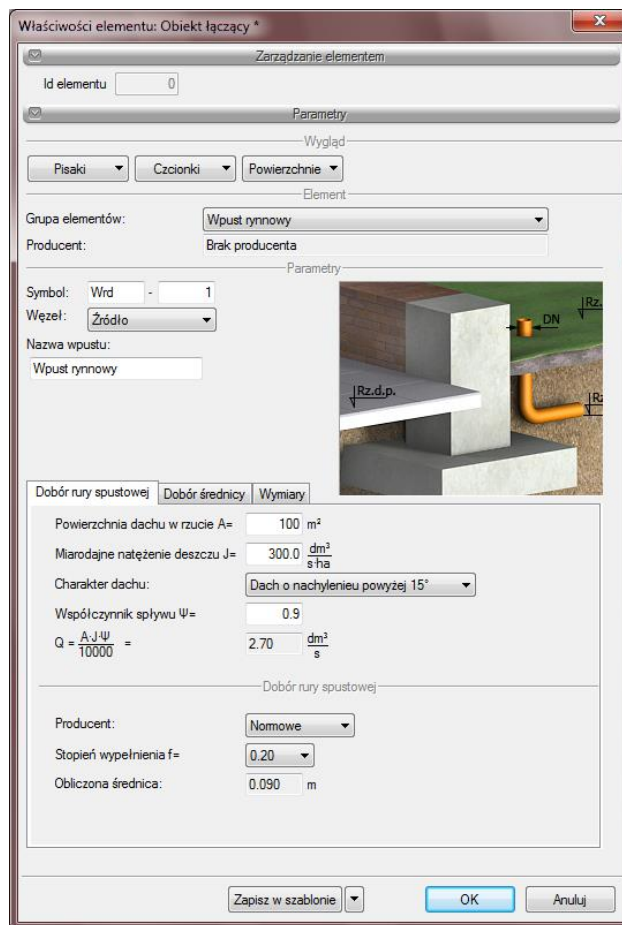 Właściwości elementu: Obiekt łączący *
Zarządzanie elementem
Id elementu 0
Parametry
Wygląd
Pisaki Czcionki Powierzchnie
Element
Grupa elementów: Wpust rynnowy
Producent: Brak producenta
Parametry
Symbol: Wrd - 1
Węzeł: Źródło
Nazwa wpustu:
Wpust rynnowy
Rz.
DN
Rz.d.p.
Rz
Dobór rury spustowej Dobór średnicy Wymiary
Powierzchnia dachu w rzucie A= 100 m²
Miarodajne natężenie deszczu J= 300.0 dm³/s·ha
Charakter dachu: Dach o nachylenieu powyżej 15°
Współczynnik spływu Ψ= 0.9
Q = A·J·Ψ/10000 = 2.70 dm³/s
Dobór rury spustowej
Producent: Normowe
Stopień wypełnienia f= 0.20
Obliczona średnica: 0.090 m
Zapisz w szablonie OK Anuluj